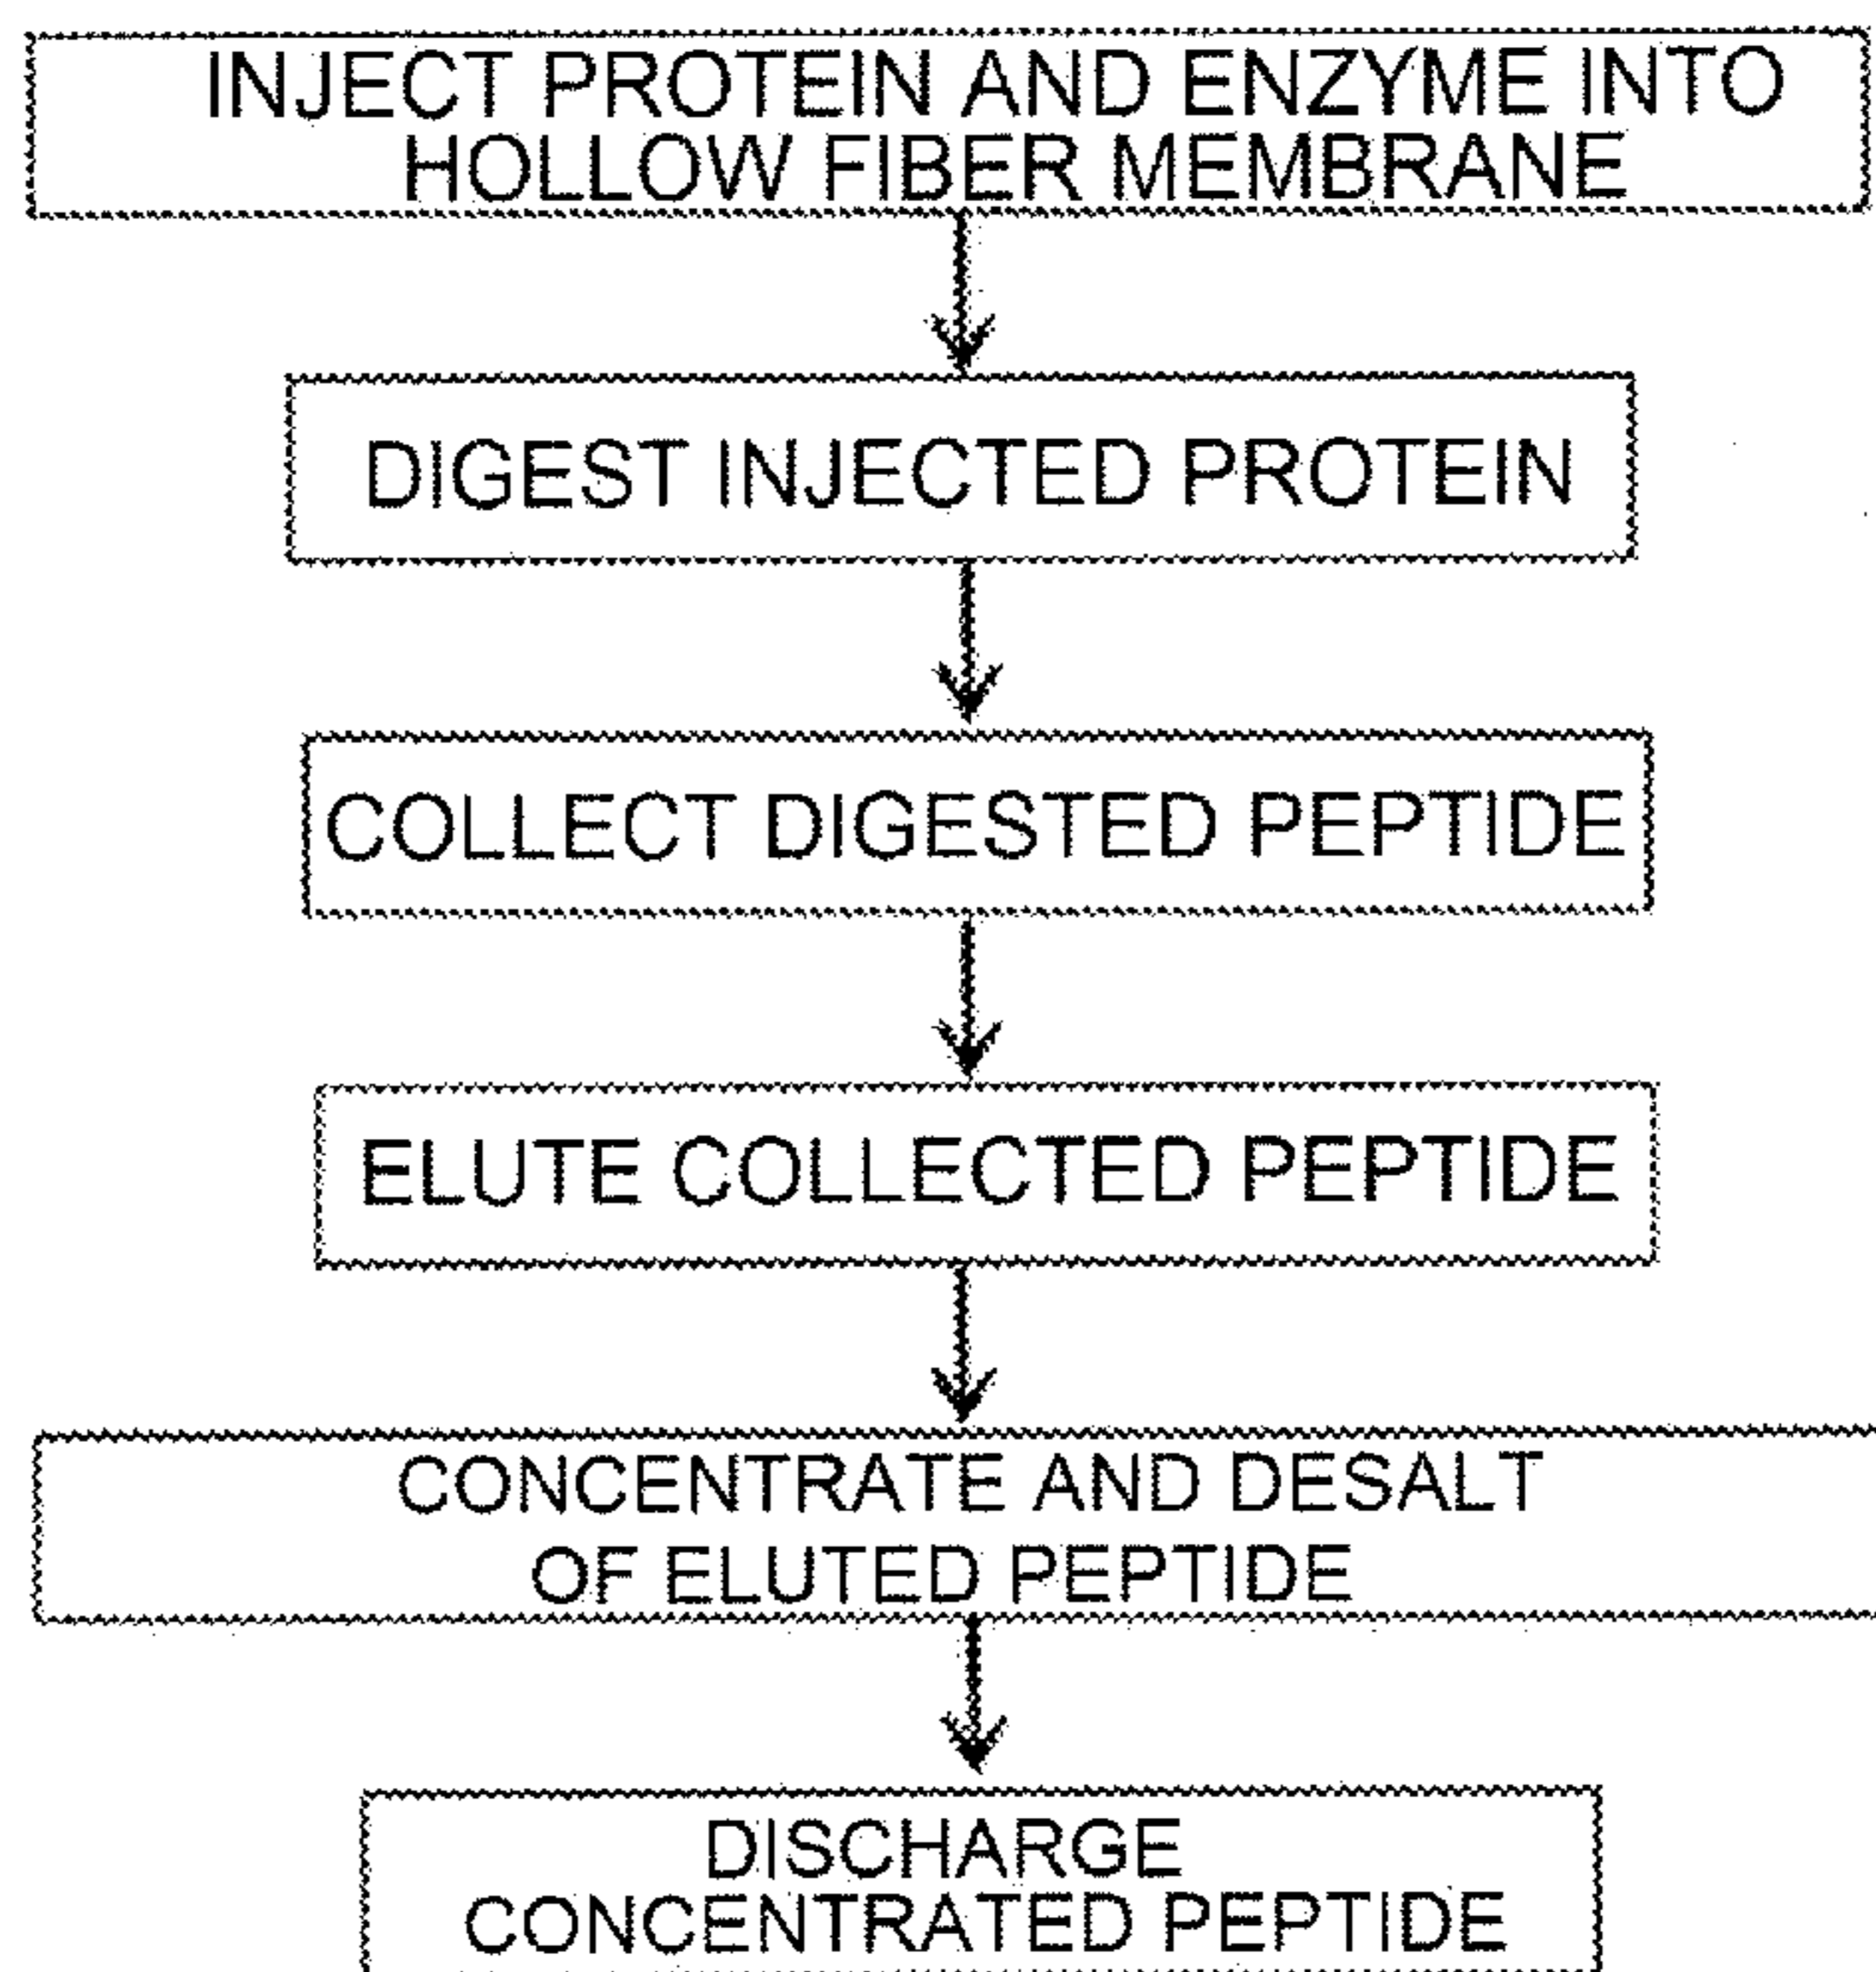 INJECT PROTEIN AND ENZYME INTO
HOLLOW FIBER MEMBRANE
DIGEST INJECTED PROTEIN
COLLECT DIGESTED PEPTIDE
ELUTE COLLECTED PEPTIDE
CONCENTRATE AND DESALT
OF ELUTED PEPTIDE
DISCHARGE
CONCENTRATED PEPTIDE